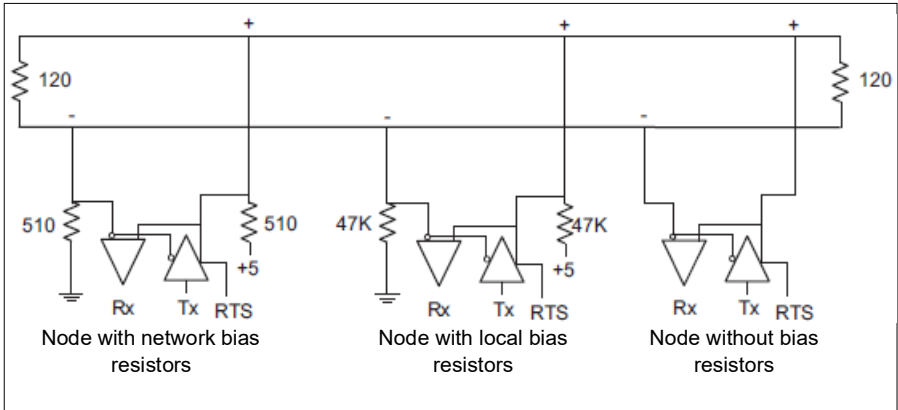 + + +
120 120
- - -
510 510 47K 47K
+5 +5
Rx Tx RTS Rx Tx RTS Rx Tx RTS
Node with network bias
resistors
Node with local bias
resistors
Node without bias
resistors